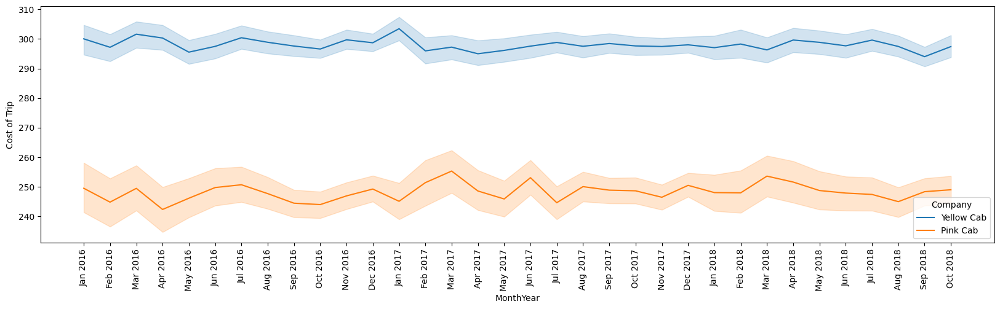 310
300
290
280
270
260
250
240
Cost of Trip
Company
Yellow Cab
Pink Cab
Jan 2016
Feb 2016
Mar 2016
Apr 2016
May 2016
Jun 2016
Jul 2016
Aug 2016
Sep 2016
Oct 2016
Nov 2016
Dec 2016
Jan 2017
Feb 2017
Mar 2017
Apr 2017
May 2017
Jun 2017
Jul 2017
Aug 2017
Sep 2017
Oct 2017
Nov 2017
Dec 2017
Jan 2018
Feb 2018
Mar 2018
Apr 2018
May 2018
Jun 2018
Jul 2018
Aug 2018
Sep 2018
Oct 2018
MonthYear